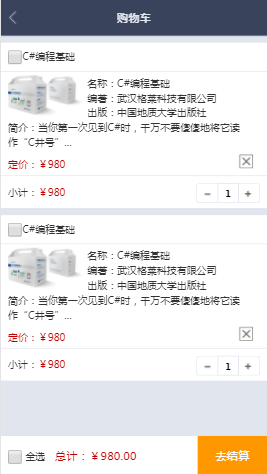 购物车
C#编程基础
名称：C#编程基础
编著：武汉格莱科技有限公司
出版：中国地质大学出版社
简介：当你第一次见到C#时，千万不要傻傻地将它读
作“C井号”...
定价：￥980
小计：￥980
－ 1 ＋
C#编程基础
名称：C#编程基础
编著：武汉格莱科技有限公司
出版：中国地质大学出版社
简介：当你第一次见到C#时，千万不要傻傻地将它读
作“C井号”...
定价：￥980
小计：￥980
－ 1 ＋
全选 总计：￥980.00 去结算